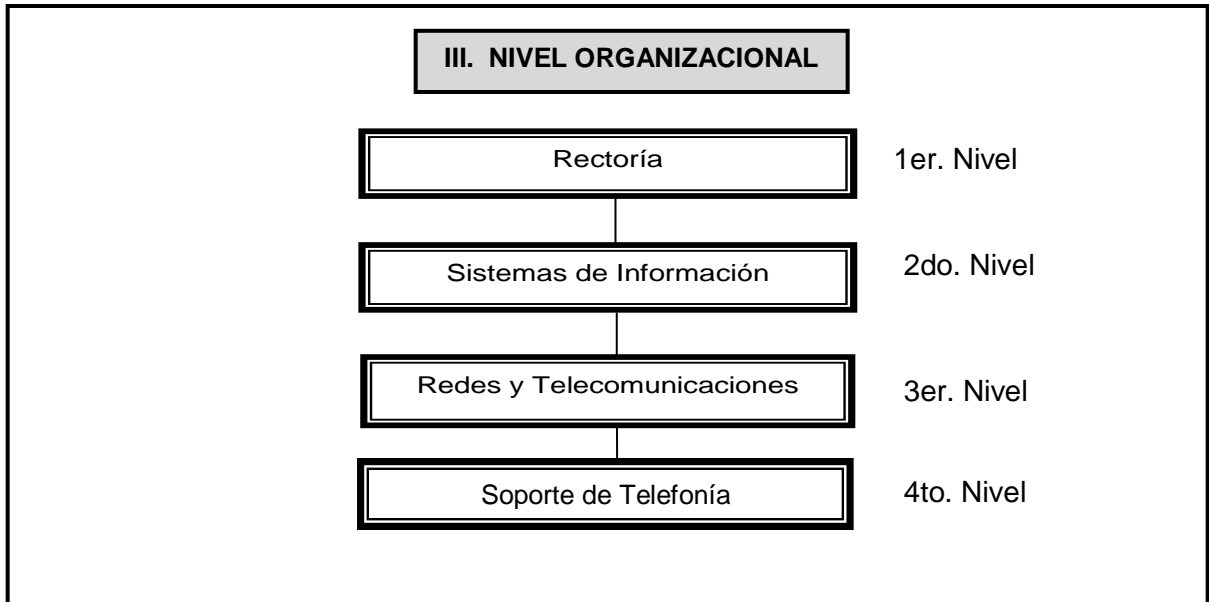 III. NIVEL ORGANIZACIONAL
Rectoría
1er. Nivel
Sistemas de Información
2do. Nivel
Redes y Telecomunicaciones
3er. Nivel
Soporte de Telefonía
4to. Nivel